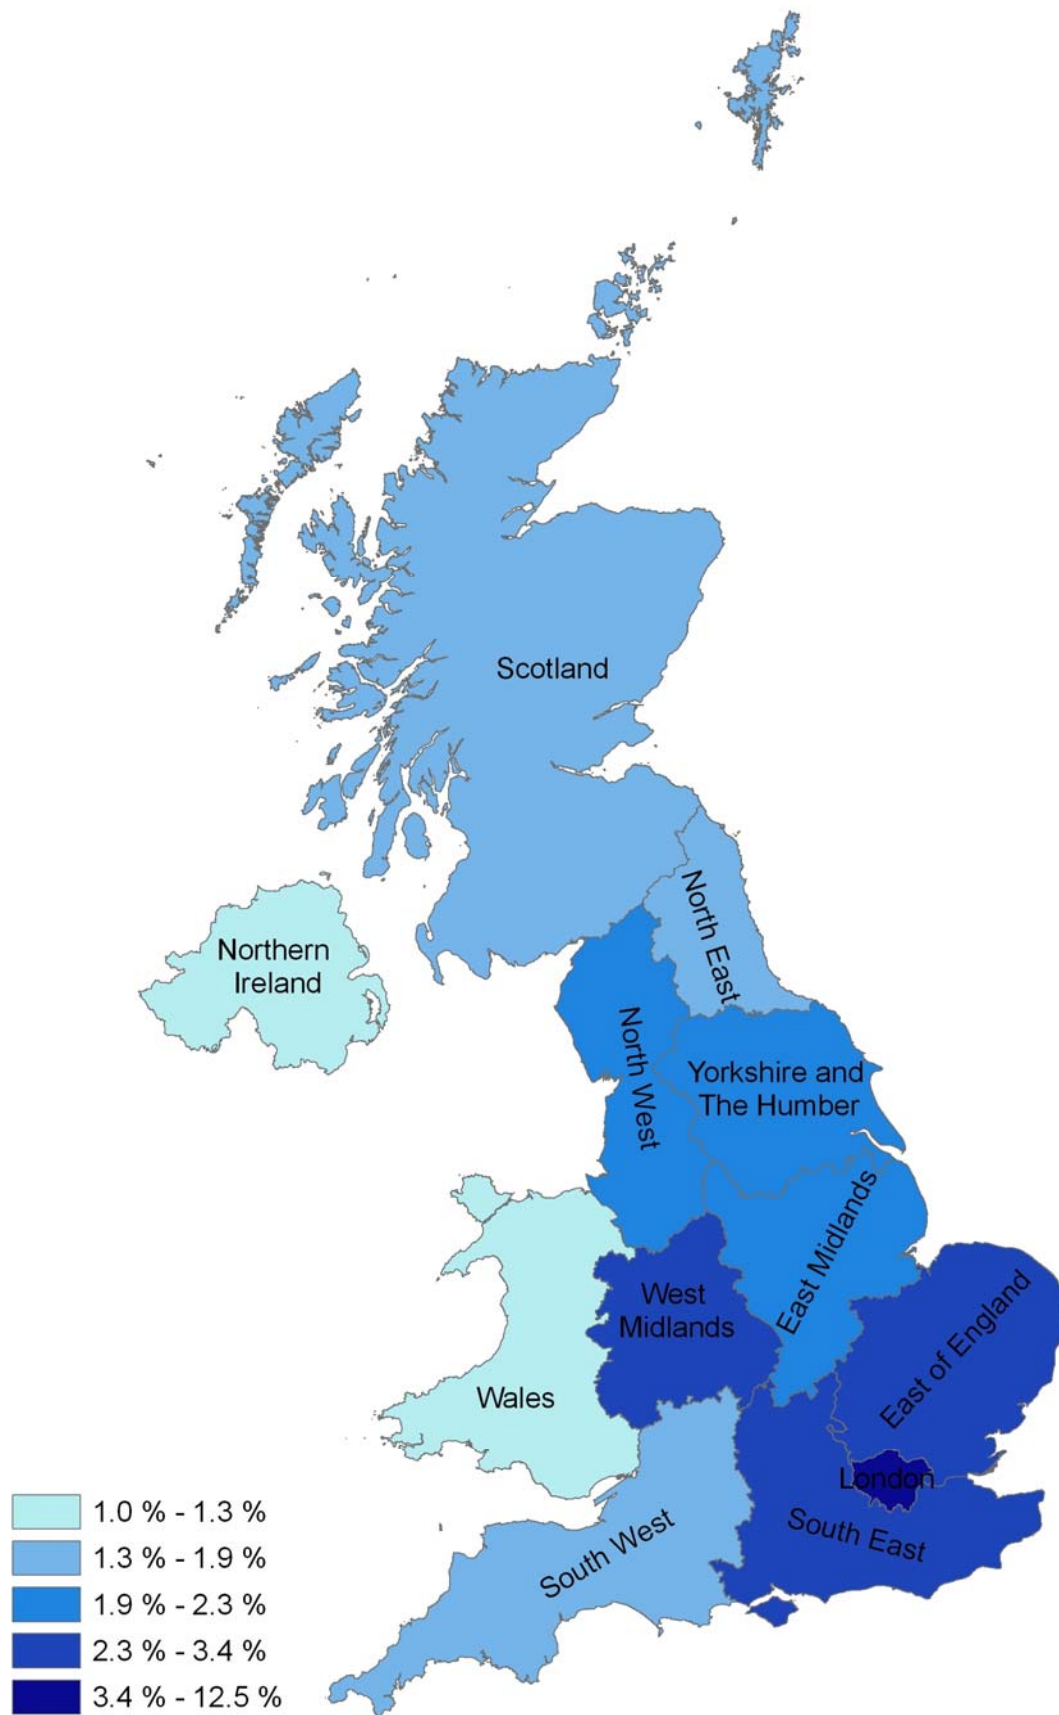 Scotland
Northern
Ireland
North East
North West
Yorkshire and
The Humber
East Midlands
West
Midlands
East of England
Wales
London
South East
South West
1.0 % - 1.3 %
1.3 % - 1.9 %
1.9 % - 2.3 %
2.3 % - 3.4 %
3.4 % - 12.5 %